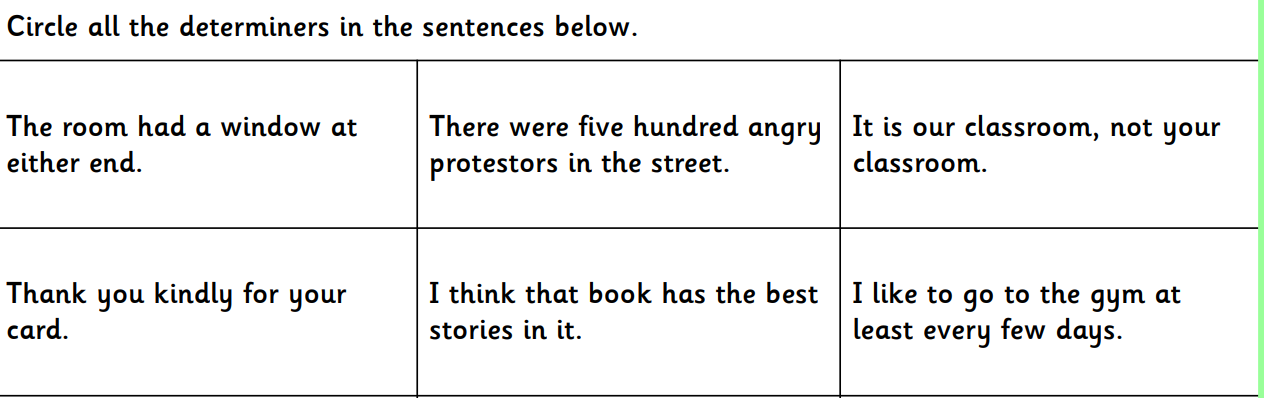 Circle all the determiners in the sentences below.
The room had a window at
either end.
There were five hundred angry
protestors in the street.
It is our classroom, not your
classroom.
Thank you kindly for your
card.
I think that book has the best
stories in it.
I like to go to the gym at
least every few days.